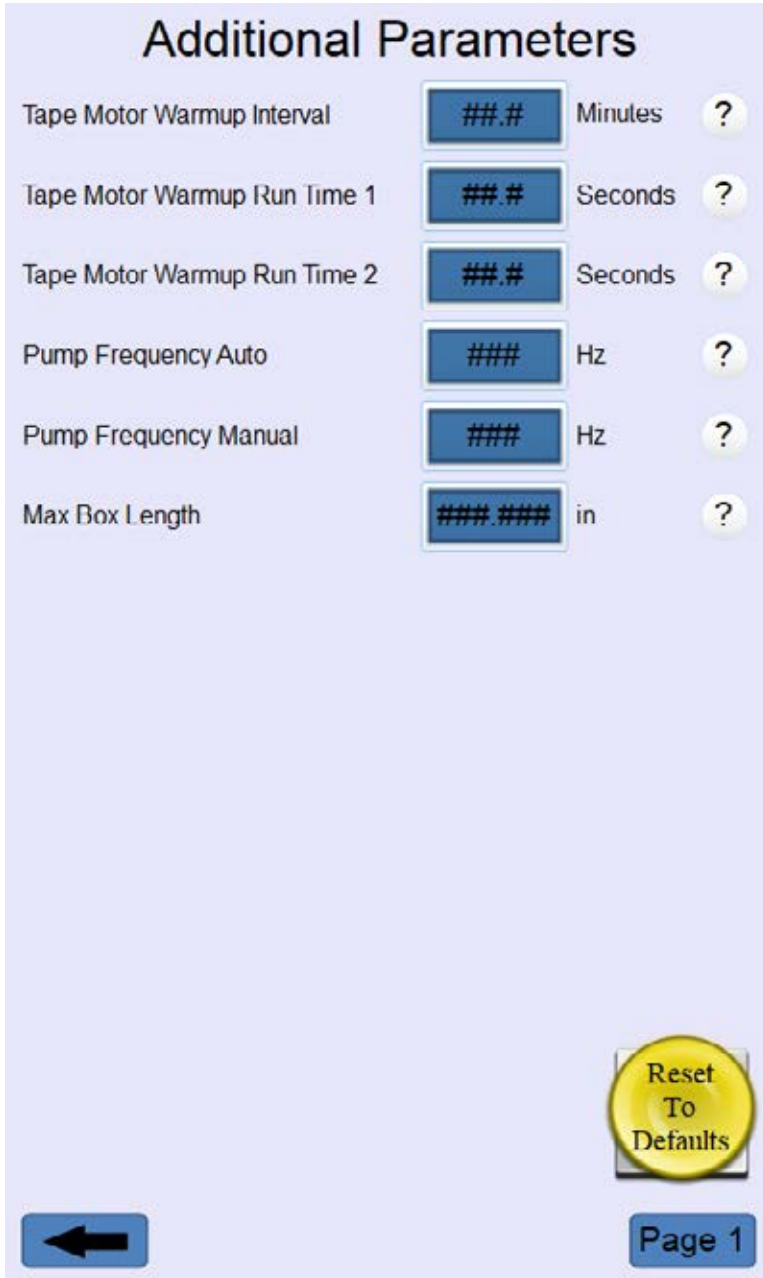 Additional Parameters
Tape Motor Warmup Interval ##.# Minutes ?
Tape Motor Warmup Run Time 1 ##.# Seconds ?
Tape Motor Warmup Run Time 2 ##.# Seconds ?
Pump Frequency Auto ### Hz ?
Pump Frequency Manual ### Hz ?
Max Box Length ###.### in ?
Reset
To
Defaults
Page 1